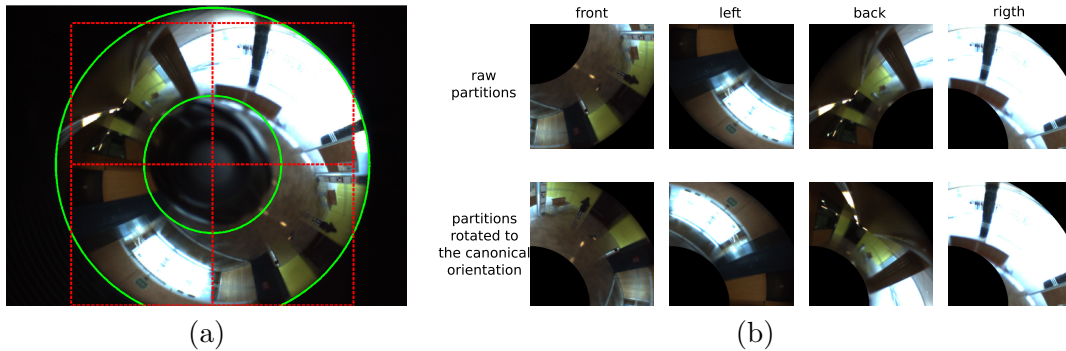 front left back rigth
raw
partitions
partitions
rotated to
the canonical
orientation
(a) (b)